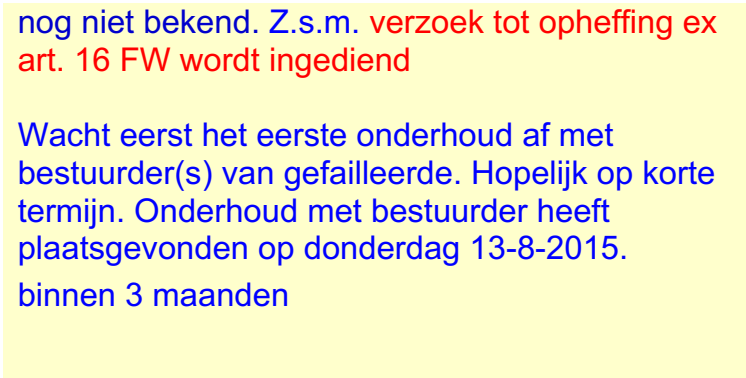 nog niet bekend. Z.s.m. verzoek tot opheffing ex
art. 16 FW wordt ingediend
Wacht eerst het eerste onderhoud af met
bestuurder(s) van gefailleerde. Hopelijk op korte
termijn. Onderhoud met bestuurder heeft
plaatsgevonden op donderdag 13-8-2015.
binnen 3 maanden